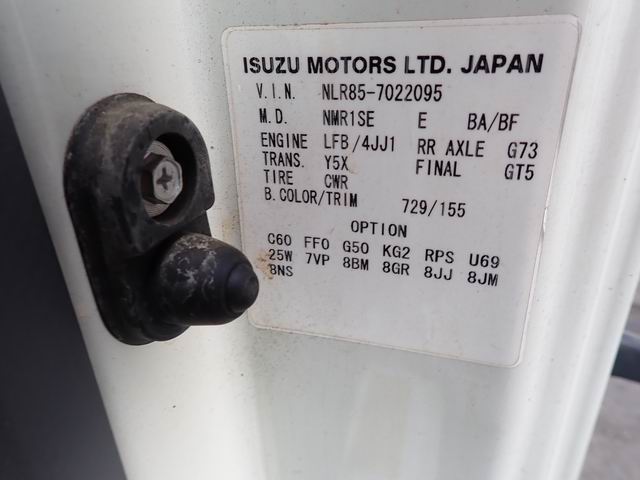 ISUZU MOTORS LTD. JAPAN
V.I.N. NLR85-7022095
M.D. NMR1SE E BA/BF
ENGINE LFB/4JJ1 RR AXLE G73
TRANS. Y5X FINAL GT5
TIRE CWR
B.COLOR/TRIM 729/155
OPTION
C60 FF0 G50 KG2 RPS U69
25W 7VP 8BM 8GR 8JJ 8JM
8NS